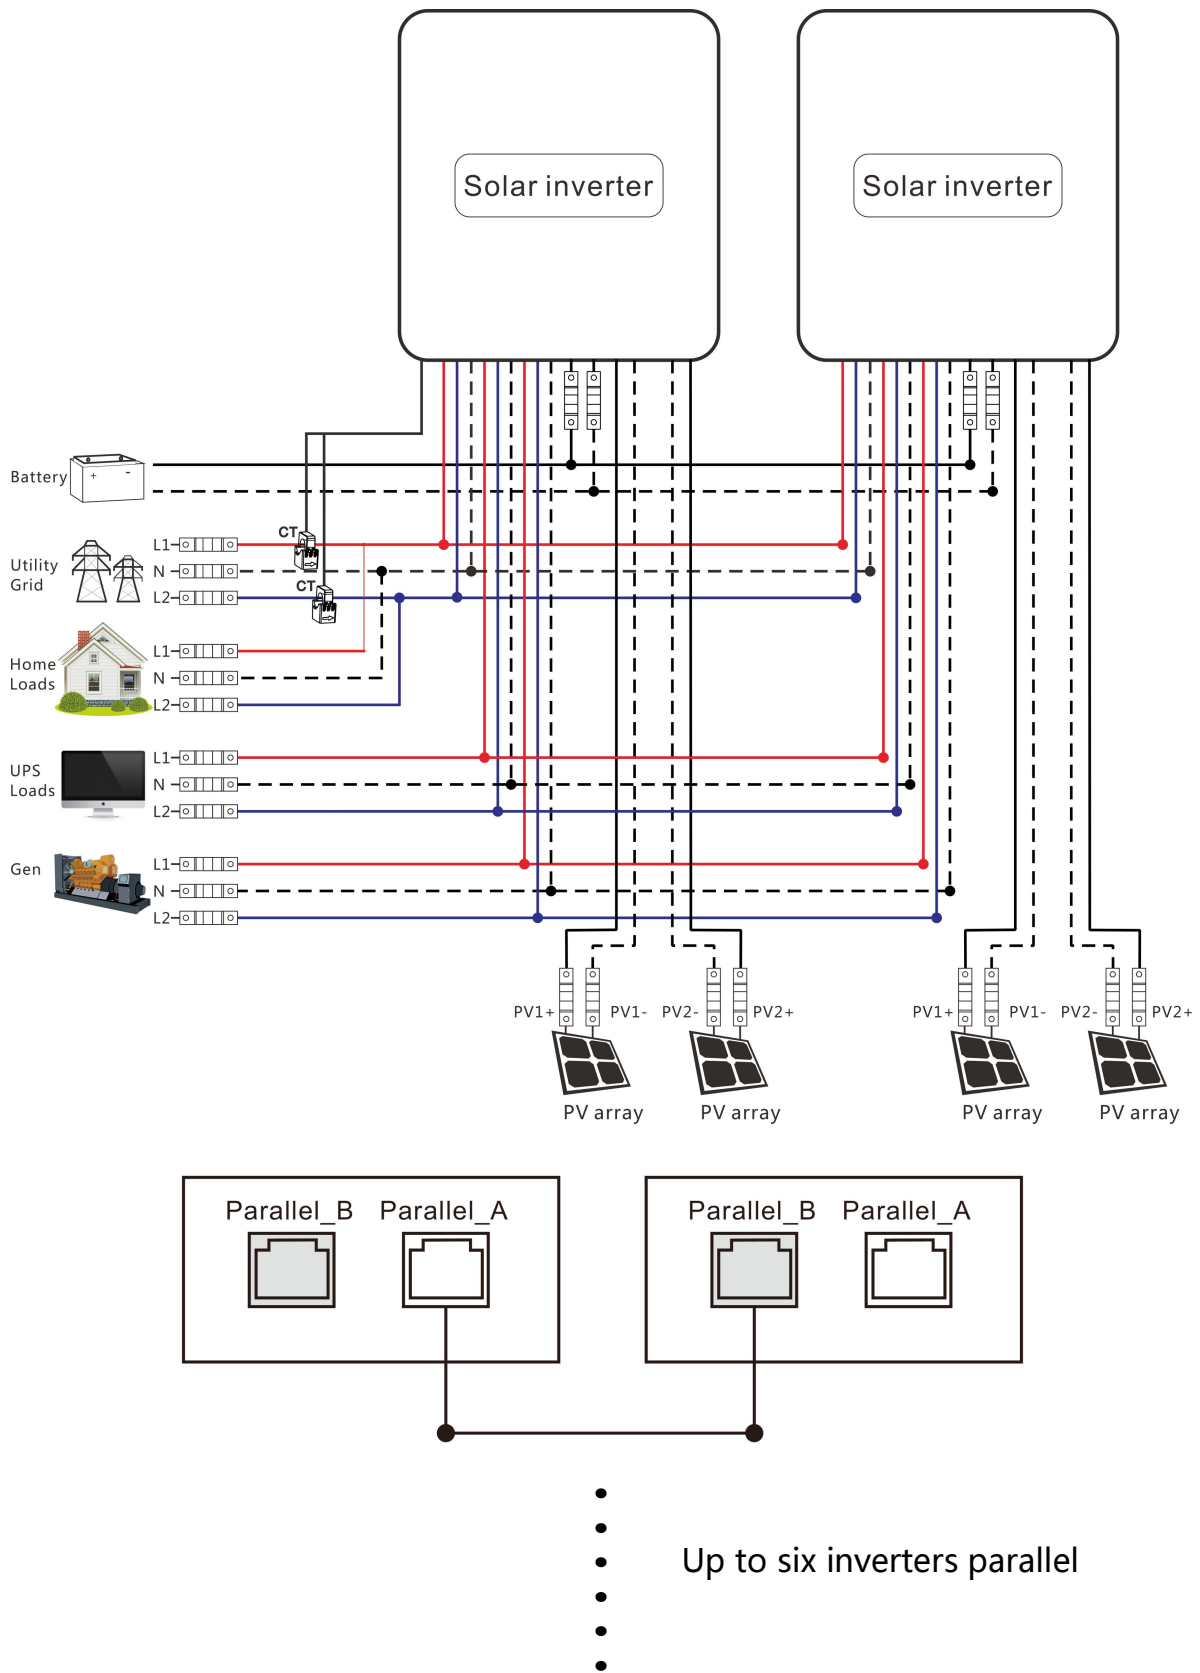 Solar inverter
Solar inverter
Battery
+ -
CT
L1
Utility
Grid
N
CT
L2
L1
Home
Loads
N
L2
L1
UPS
Loads
N
L2
L1
Gen
N
L2
PV1+ PV1- PV2- PV2+ PV1+ PV1- PV2- PV2+
PV array PV array PV array PV array
Parallel_B Parallel_A Parallel_B Parallel_A
Up to six inverters parallel